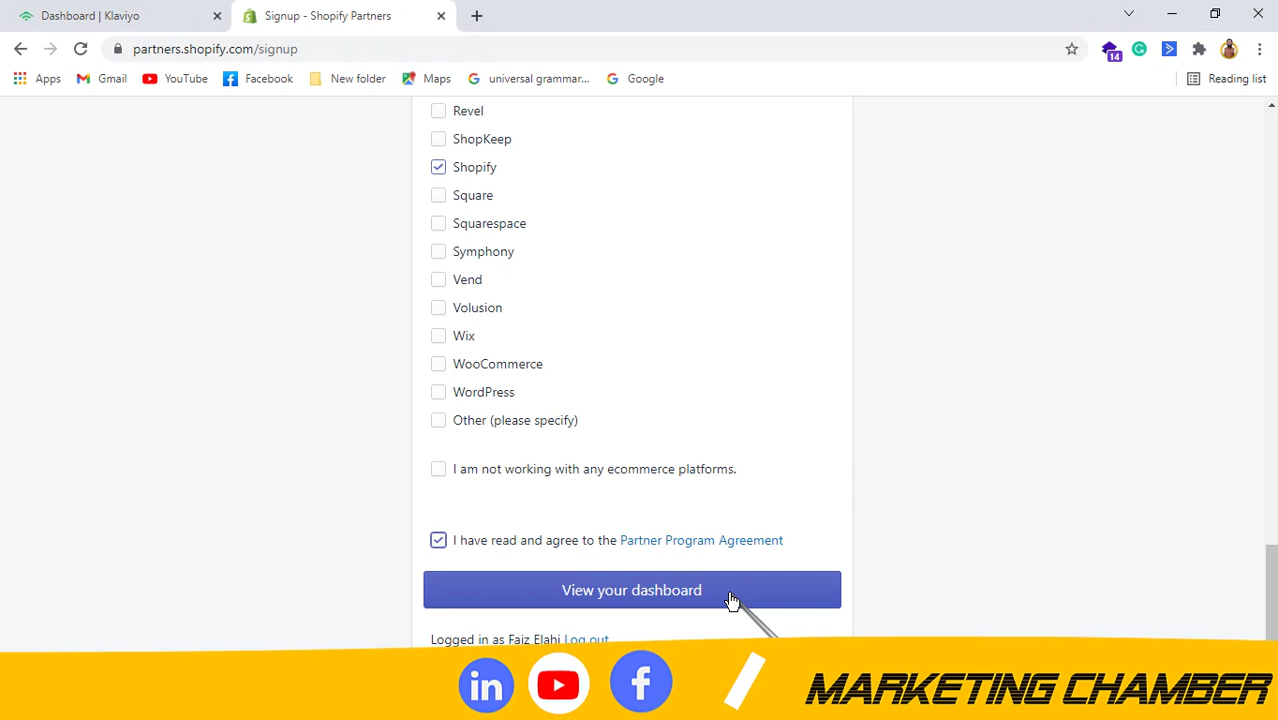 Dashboard | Klaviyo
Signup - Shopify Partners
partners.shopify.com/signup
14
Apps Gmail YouTube Facebook New folder Maps universal grammar... Google Reading list
Revel
ShopKeep
Shopify
Square
Squarespace
Symphony
Vend
Volusion
Wix
WooCommerce
WordPress
Other (please specify)
I am not working with any ecommerce platforms.
I have read and agree to the Partner Program Agreement
View your dashboard
Logged in as Faiz Elahi Log out
in f MARKETING CHAMBER